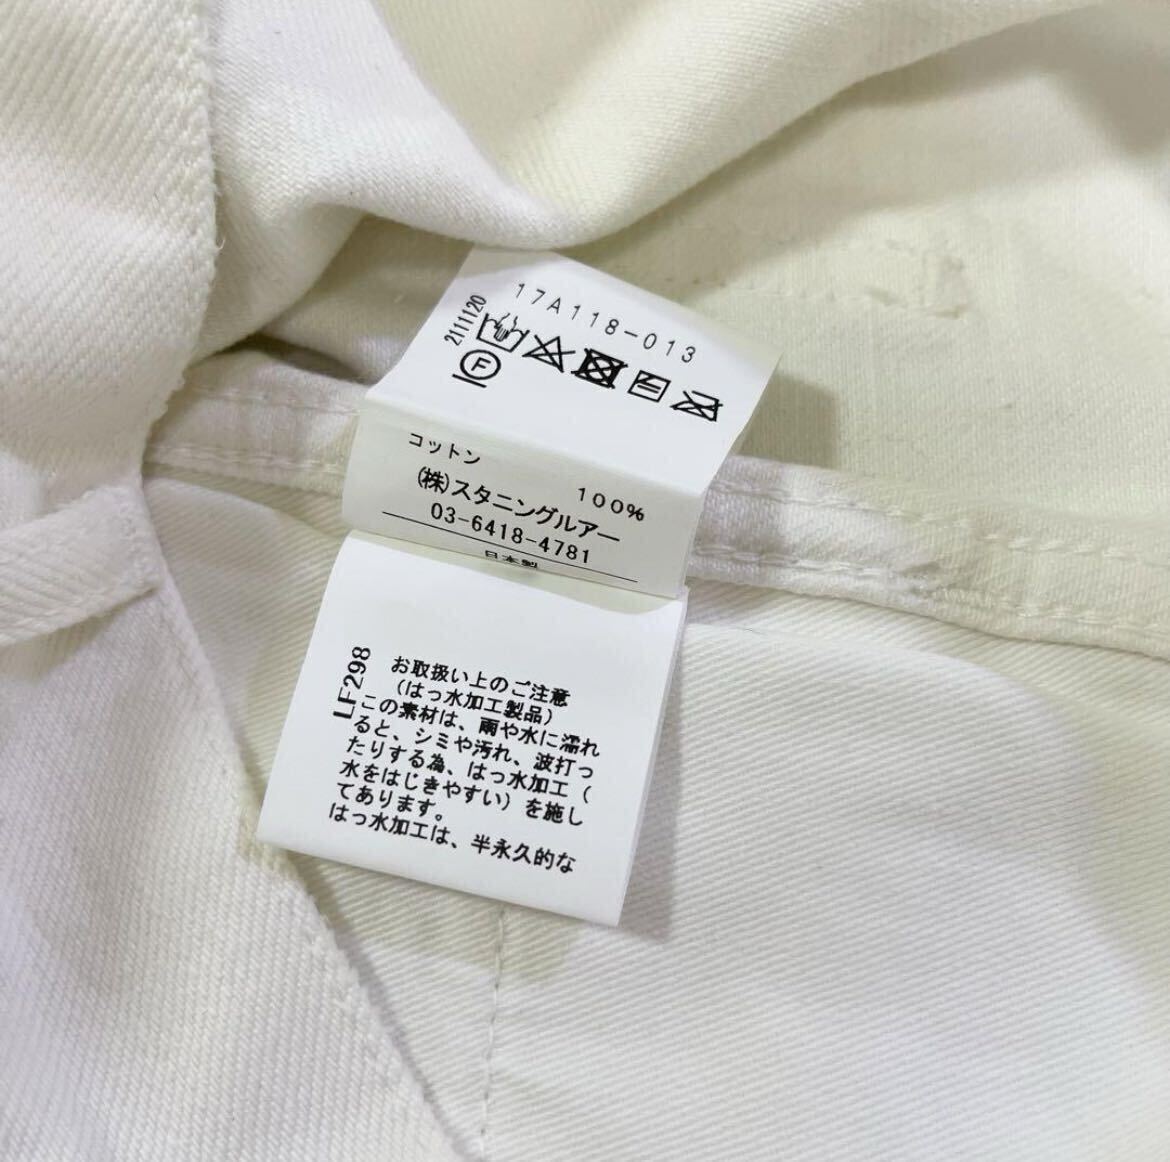 17A118-013
2111120
F
コットン
100%
(株)スタニングルアー
03-6418-4781
日本製
LF298
お取扱い上のご注意
(はっ水加工製品)
この素材は、雨や水に濡れ
ると、シミや汚れ、波打っ
たりする為、はっ水加工(
水をはじきやすい)を施し
てあります。
はっ水加工は、半永久的な